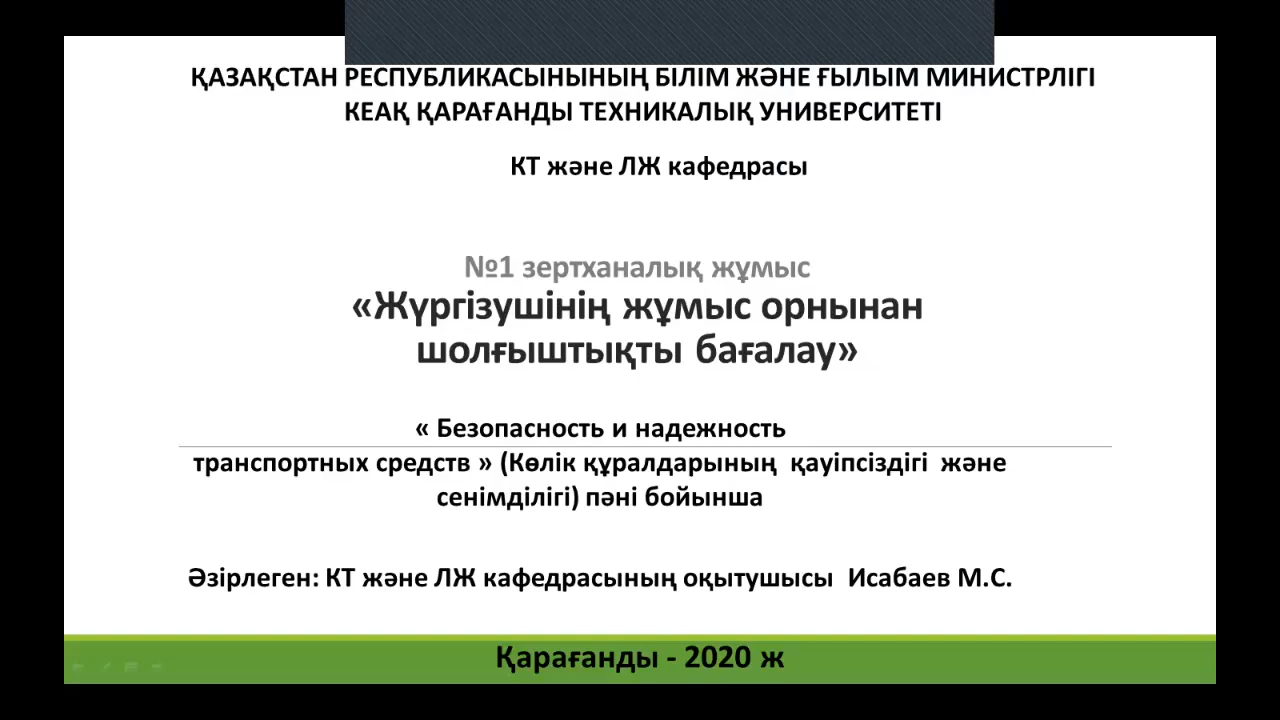 ҚАЗАҚСТАН РЕСПУБЛИКАСЫНЫНЫҢ БІЛІМ ЖӘНЕ ҒЫЛЫМ МИНИСТРЛІГІ
КЕАҚ ҚАРАҒАНДЫ ТЕХНИКАЛЫҚ УНИВЕРСИТЕТІ
КТ және ЛЖ кафедрасы
№1 зертханалық жұмыс
«Жүргізушінің жұмыс орнынан
шолғыштықты бағалау»
« Безопасность и надежность
транспортных средств » (Көлік құралдарының қауіпсіздігі және
сенімділігі) пәні бойынша
Әзірлеген: КТ және ЛЖ кафедрасының оқытушысы Исабаев М.С.
Қарағанды - 2020 ж